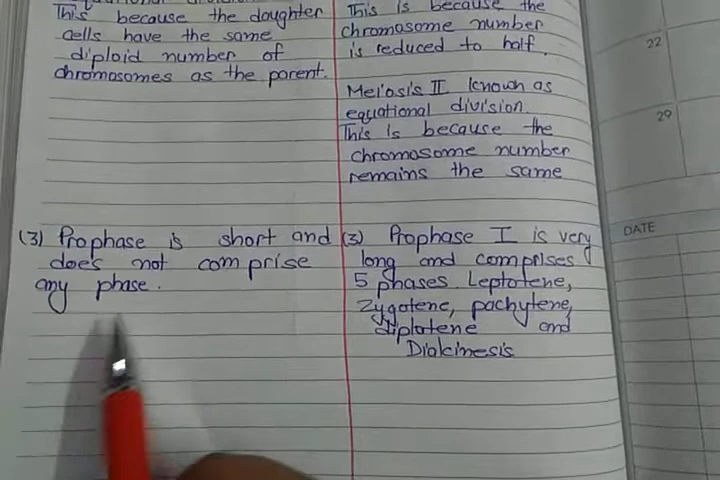 This because the daughter
cells have the same
diploid number of
chromosomes as the parent.
(3) Prophase is short and
does not comprise
any phase.
This is because the
chromosome number
is reduced to half.
Meiosis II known as
equational division
This is because the
chromosome number
remains the same
(3) Prophase I is very
long and comprises
5 phases Leptotene,
Zygotene, pachytene,
diplotene and
Diakinesis
22
29
DATE